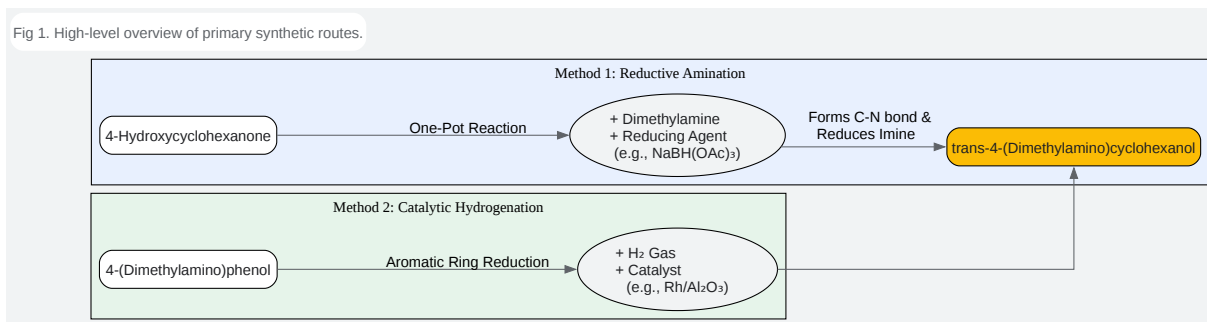 Fig 1. High-level overview of primary synthetic routes.
Method 1: Reductive Amination
4-Hydroxycyclohexanone
One-Pot Reaction
+ Dimethylamine
+ Reducing Agent
(e.g., NaBH(OAc)₃)
Forms C-N bond &
Reduces Imine
trans-4-(Dimethylamino)cyclohexanol
Method 2: Catalytic Hydrogenation
4-(Dimethylamino)phenol
Aromatic Ring Reduction
+ H₂ Gas
+ Catalyst
(e.g., Rh/Al₂O₃)